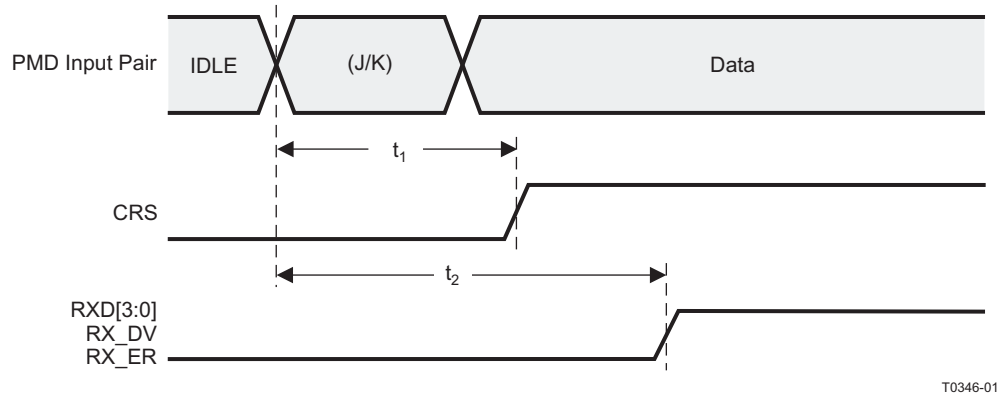 PMD Input Pair
IDLE
(J/K)
Data
t1
CRS
t2
RXD[3:0]
RX_DV
RX_ER
T0346-01